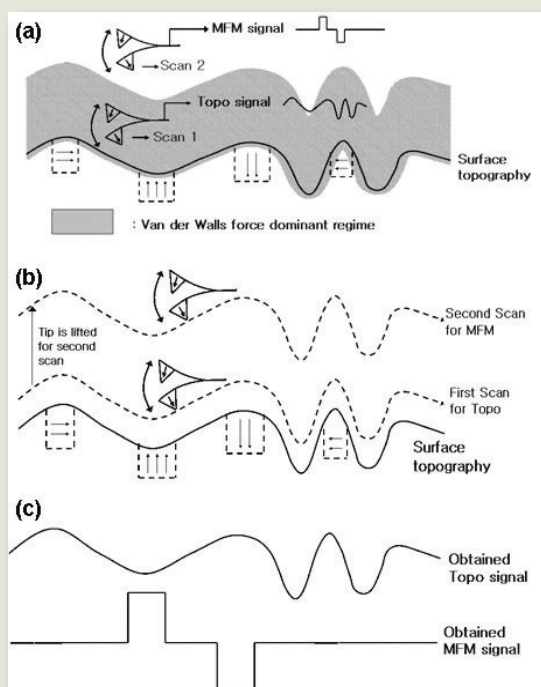 (a)
MFM signal
Scan 2
Topo signal
Scan 1
Surface
topography
: Van der Walls force dominant regime
(b)
Tip is lifted
for second
scan
Second Scan
for MFM
First Scan
for Topo
Surface
topography
(c)
Obtained
Topo signal
Obtained
MFM signal